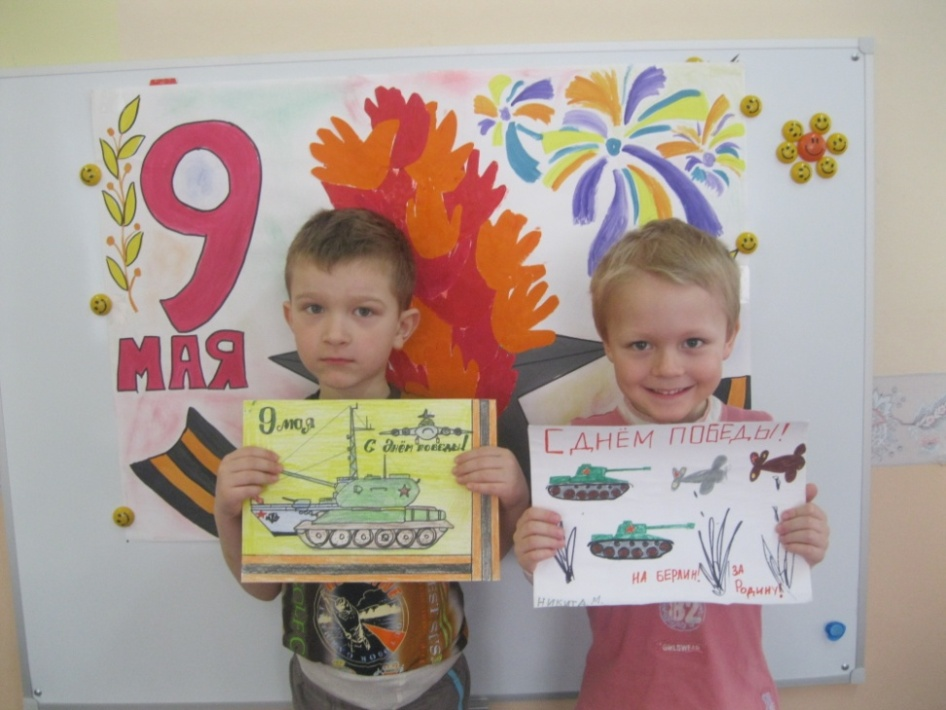 9
МАЯ
9 мая
С днём победы!
С ДНЁМ ПОБЕДЫ!
НА БЕРЛИН!
ЗА
РОДИНУ!
НИКИТА М